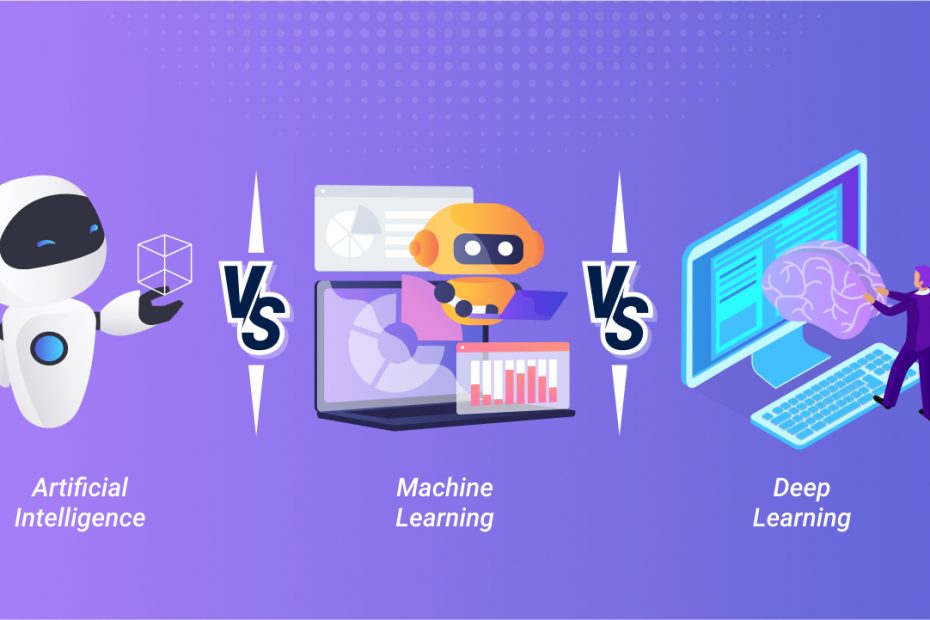 VS
VS
Artificial
Intelligence
Machine
Learning
Deep
Learning